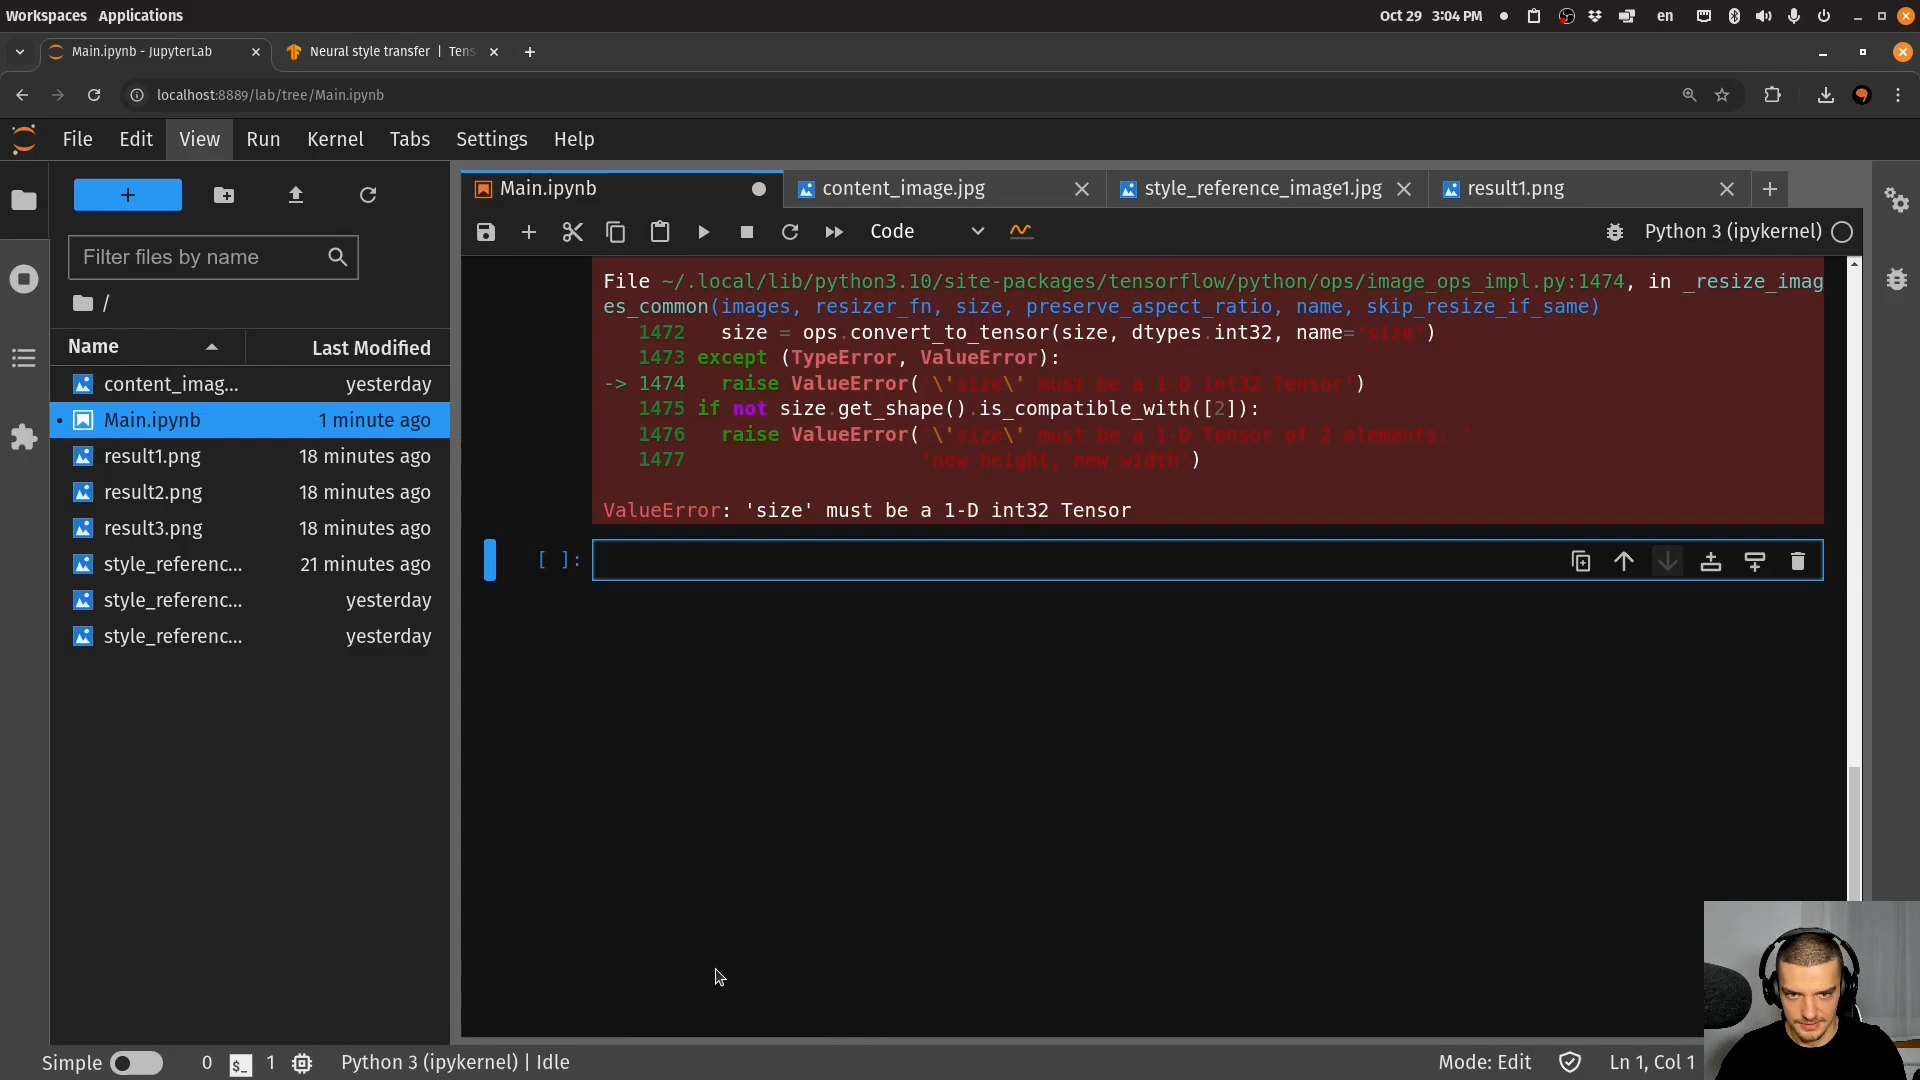 Workspaces Applications
Oct 29 3:04 PM
en
Main.ipynb - JupyterLab
Neural style transfer | Tens
localhost:8889/lab/tree/Main.ipynb
File Edit View Run Kernel Tabs Settings Help
Main.ipynb
content_image.jpg
style_reference_image1.jpg
result1.png
Code
Python 3 (ipykernel)
Filter files by name
/
Name
Last Modified
content_imag...
yesterday
Main.ipynb
1 minute ago
result1.png
18 minutes ago
result2.png
18 minutes ago
result3.png
18 minutes ago
style_referenc...
21 minutes ago
style_referenc...
yesterday
style_referenc...
yesterday
File ~/.local/lib/python3.10/site-packages/tensorflow/python/ops/image_ops_impl.py:1474, in _resize_imag
es_common(images, resizer_fn, size, preserve_aspect_ratio, name, skip_resize_if_same)
1472 size = ops.convert_to_tensor(size, dtypes.int32, name='size')
1473 except (TypeError, ValueError):
-> 1474 raise ValueError('\'size\' must be a 1-D int32 Tensor')
1475 if not size.get_shape().is_compatible_with([2]):
1476 raise ValueError('\'size\' must be a 1-D Tensor of 2 elements: '
1477 'new_height, new_width')
ValueError: 'size' must be a 1-D int32 Tensor
[ ]:
Simple
0
$_
1
Python 3 (ipykernel) | Idle
Mode: Edit
Ln 1, Col 1